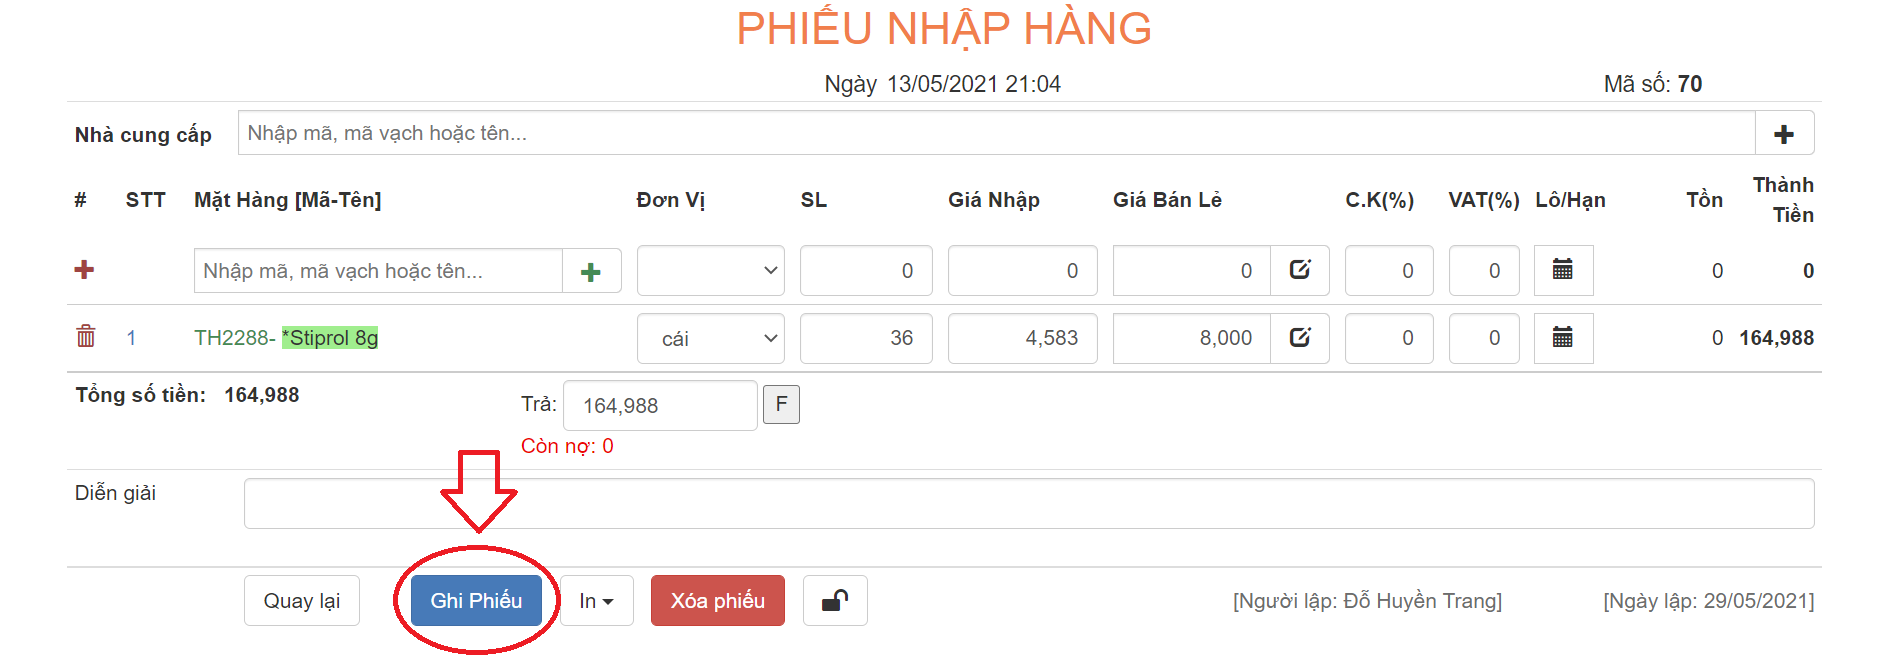 PHIẾU NHẬP HÀNG
Ngày 13/05/2021 21:04 Mã số: 70
Nhà cung cấp Nhập mã, mã vạch hoặc tên...
# STT Mặt Hàng [Mã-Tên] Đơn Vị SL Giá Nhập Giá Bán Lẻ C.K(%) VAT(%) Lô/Hạn Tồn Thành Tiền
Nhập mã, mã vạch hoặc tên... 0 0 0 0 0 0 0
1 TH2288- *Stiprol 8g cái 36 4,583 8,000 0 0 0 164,988
Tổng số tiền: 164,988 Trả: 164,988 F
Còn nợ: 0
Diễn giải
Quay lại Ghi Phiếu In Xóa phiếu [Người lập: Đỗ Huyền Trang] [Ngày lập: 29/05/2021]